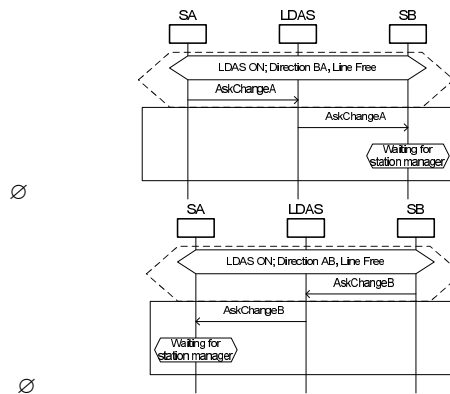 SA LDAS SB
LDAS ON; Direction BA, Line Free
AskChangeA
AskChangeA
Waiting for
station manager
∅
SA LDAS SB
LDAS ON; Direction AB, Line Free
AskChangeB
AskChangeB
Waiting for
station manager
∅